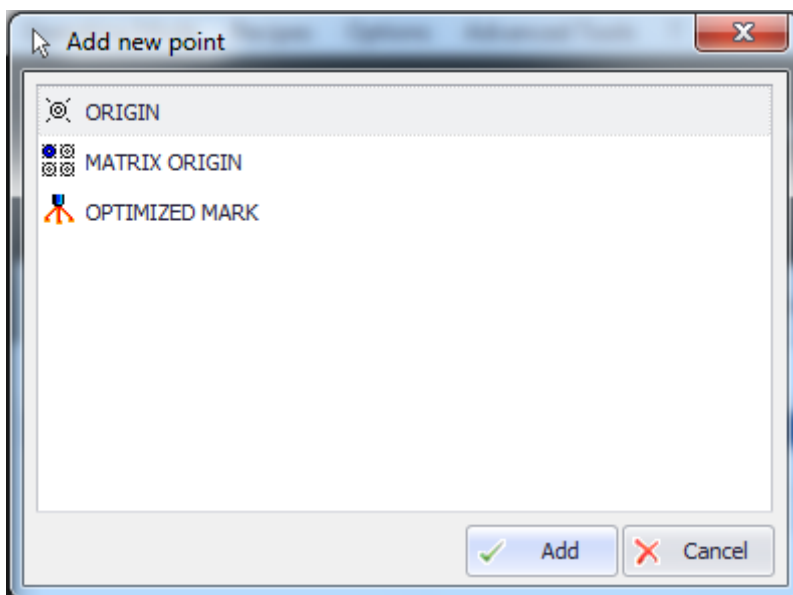 Add new point
ORIGIN
MATRIX ORIGIN
OPTIMIZED MARK
Add
Cancel